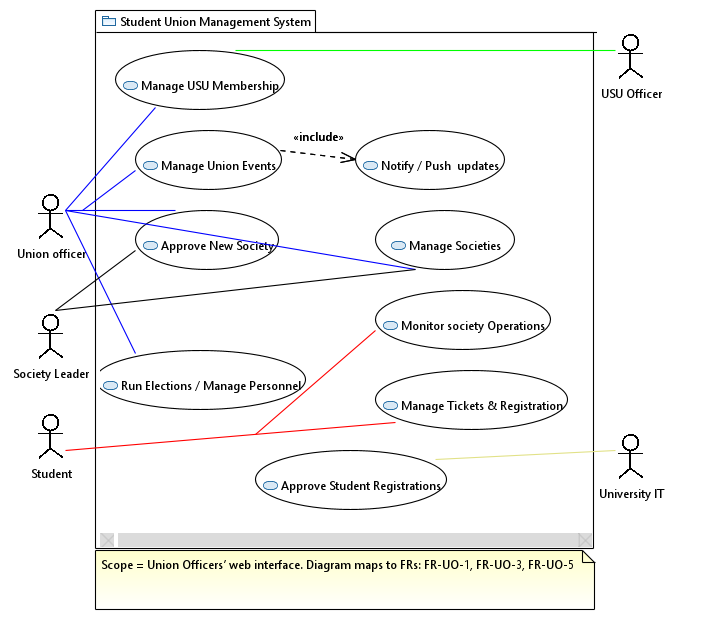 Student Union Management System
Manage USU Membership
USU Officer
«include»
Manage Union Events
Notify / Push  updates
Union officer
Approve New Society
Manage Societies
Monitor society Operations
Society Leader
Run Elections / Manage Personnel
Manage Tickets & Registration
Student
Approve Student Registrations
University IT
Scope = Union Officers’ web interface. Diagram maps to FRs: FR-UO-1, FR-UO-3, FR-UO-5